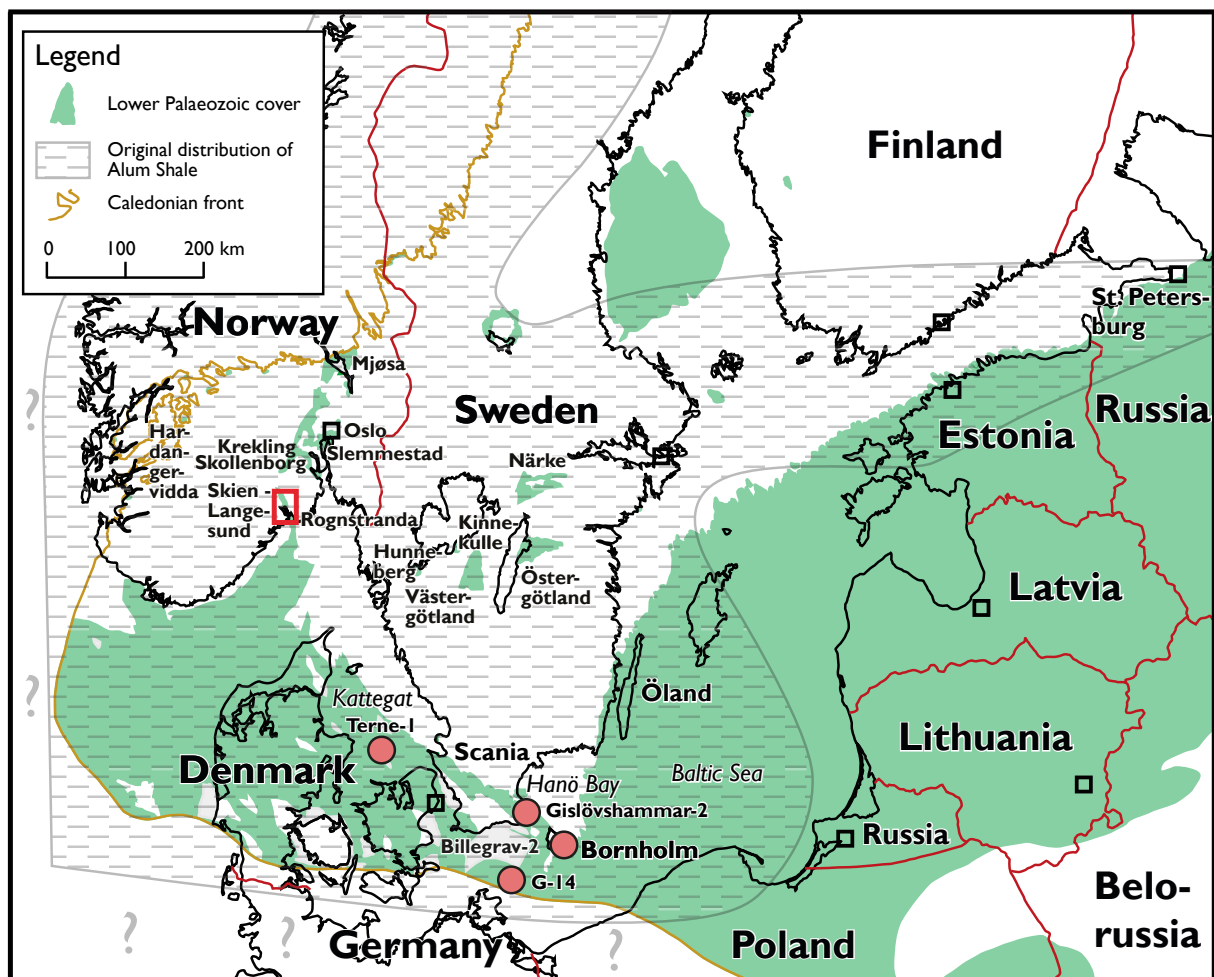 Legend
Lower Palaeozoic cover
Original distribution of
Alum Shale
Caledonian front
0 100 200 km
Finland
Norway
St. Peters-
burg
Mjøsa
Sweden
Russia
Estonia
Oslo
Slemmestad
Har-
dan-
ger-
vidda
Krekling
Skollenborg
Närke
Skien -
Lange-
sund
Rognstranda
Kinne-
kulle
Hunne-
berg
Väster-
götland
Öster-
götland
Latvia
Öland
Kattegat
Terne-1
Scania
Lithuania
Denmark
Hanö Bay
Baltic Sea
Gislövshammar-2
Billegrav-2
Bornholm
Russia
G-14
Belo-
russia
Germany
Poland
?
?
?
?
?